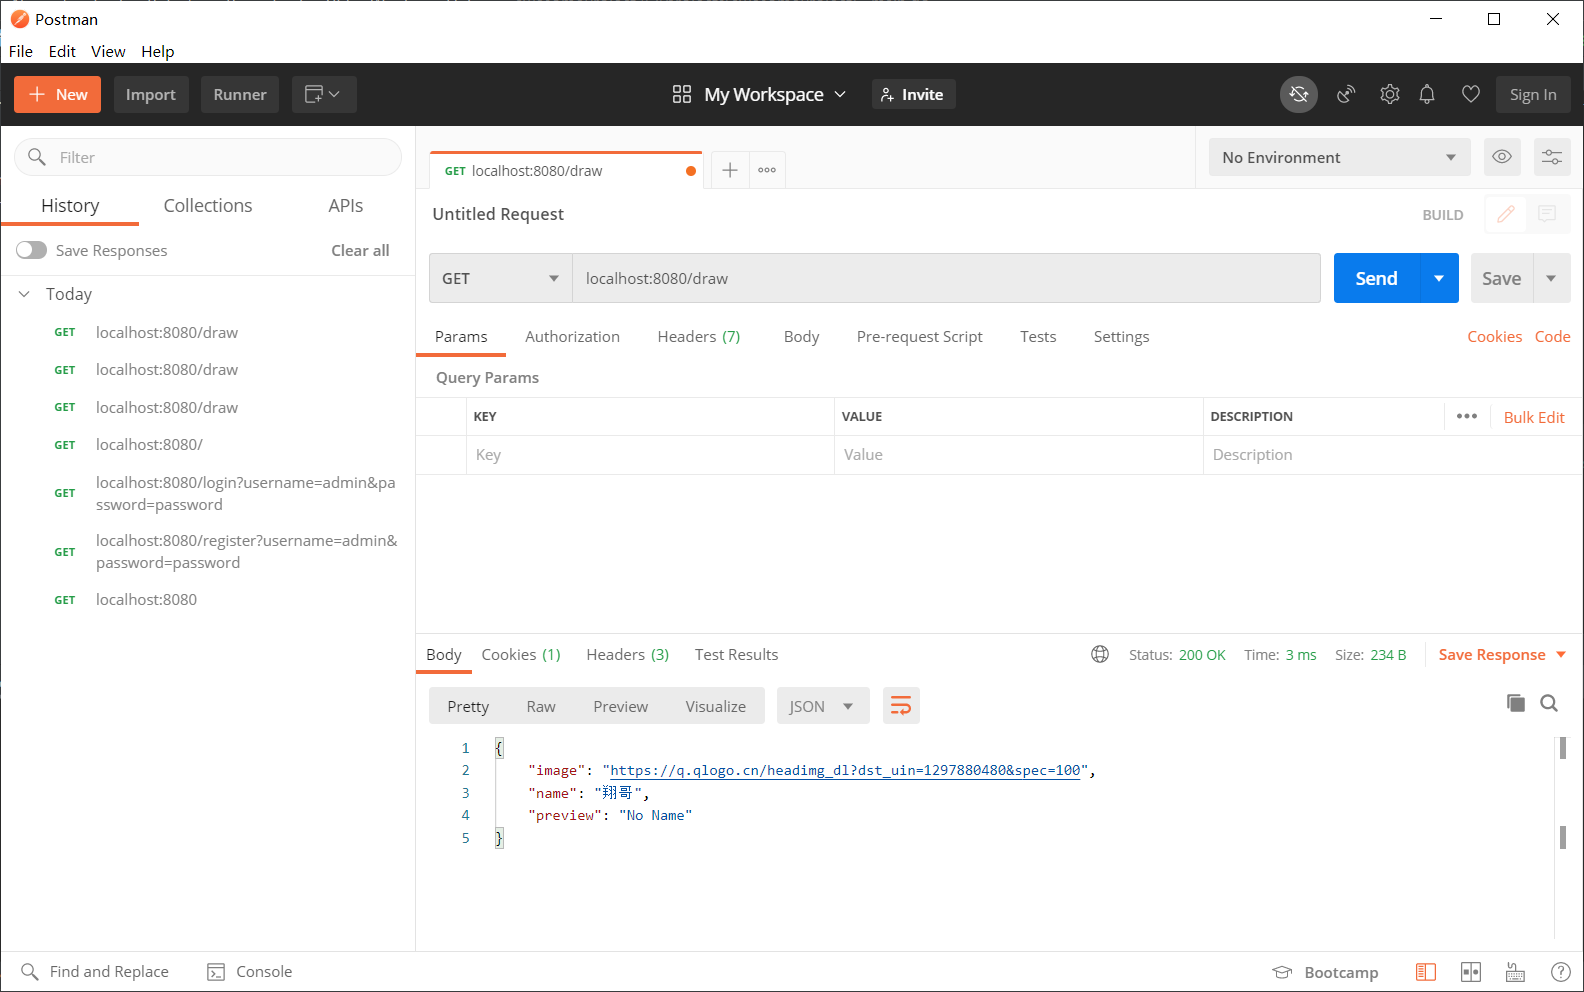 Postman
File Edit View Help
New Import Runner My Workspace Invite Sign In
Filter
History Collections APIs
Save Responses Clear all
Today
GET localhost:8080/draw
GET localhost:8080/draw
GET localhost:8080/draw
GET localhost:8080/
GET localhost:8080/login?username=admin&pa
ssword=password
GET localhost:8080/register?username=admin&
password=password
GET localhost:8080
GET localhost:8080/draw
No Environment
Untitled Request
BUILD
GET localhost:8080/draw Send Save
Params Authorization Headers (7) Body Pre-request Script Tests Settings Cookies Code
Query Params
KEY VALUE DESCRIPTION Bulk Edit
Key Value Description
Body Cookies (1) Headers (3) Test Results Status: 200 OK Time: 3 ms Size: 234 B Save Response
Pretty Raw Preview Visualize JSON
1 {
2 "image": "https://q.qlogo.cn/headimg_dl?dst_uin=1297880480&spec=100",
3 "name": "翔哥",
4 "preview": "No Name"
5 }
Find and Replace Console Bootcamp